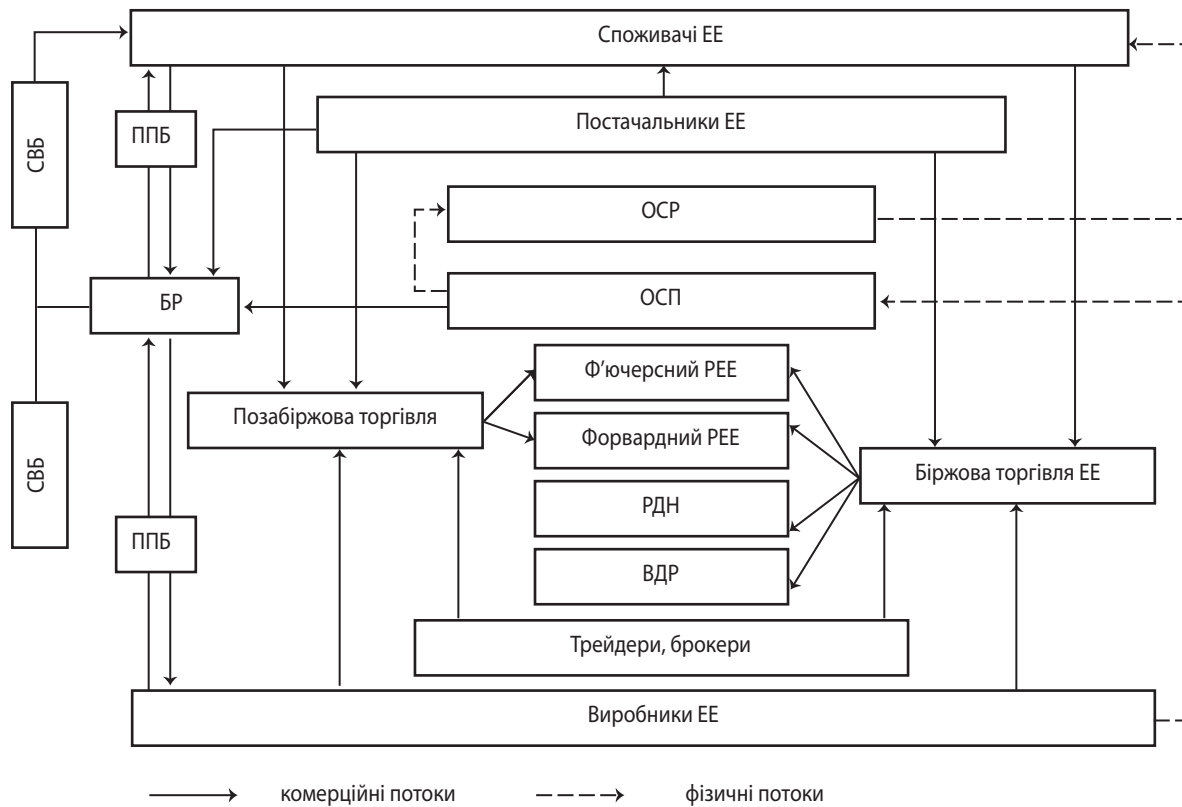 Споживачі ЕЕ
СВБ
ППБ
Постачальники ЕЕ
ОСР
БР
ОСП
Ф’ючерсний РЕЕ
Позабіржова торгівля
Форвардний РЕЕ
Біржова торгівля ЕЕ
СВБ
РДН
ППБ
ВДР
Трейдери, брокери
Виробники ЕЕ
комерційні потоки
фізичні потоки